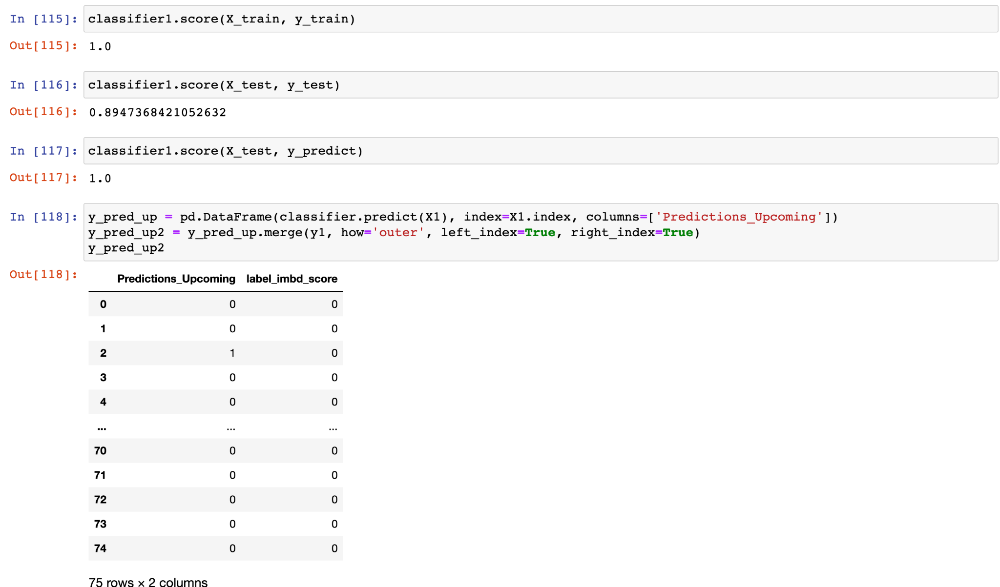 In [115]: classifier1.score(X_train, y_train)
Out[115]: 1.0
In [116]: classifier1.score(X_test, y_test)
Out[116]: 0.8947368421052632
In [117]: classifier1.score(X_test, y_predict)
Out[117]: 1.0
In [118]: y_pred_up = pd.DataFrame(classifier.predict(X1), index=X1.index, columns=['Predictions_Upcoming'])
y_pred_up2 = y_pred_up.merge(y1, how='outer', left_index=True, right_index=True)
y_pred_up2
Out[118]:
Predictions_Upcoming label_imbd_score
0 0 0
1 0 0
2 1 0
3 0 0
4 0 0
... ... ...
70 0 0
71 0 0
72 0 0
73 0 0
74 0 0
75 rows × 2 columns